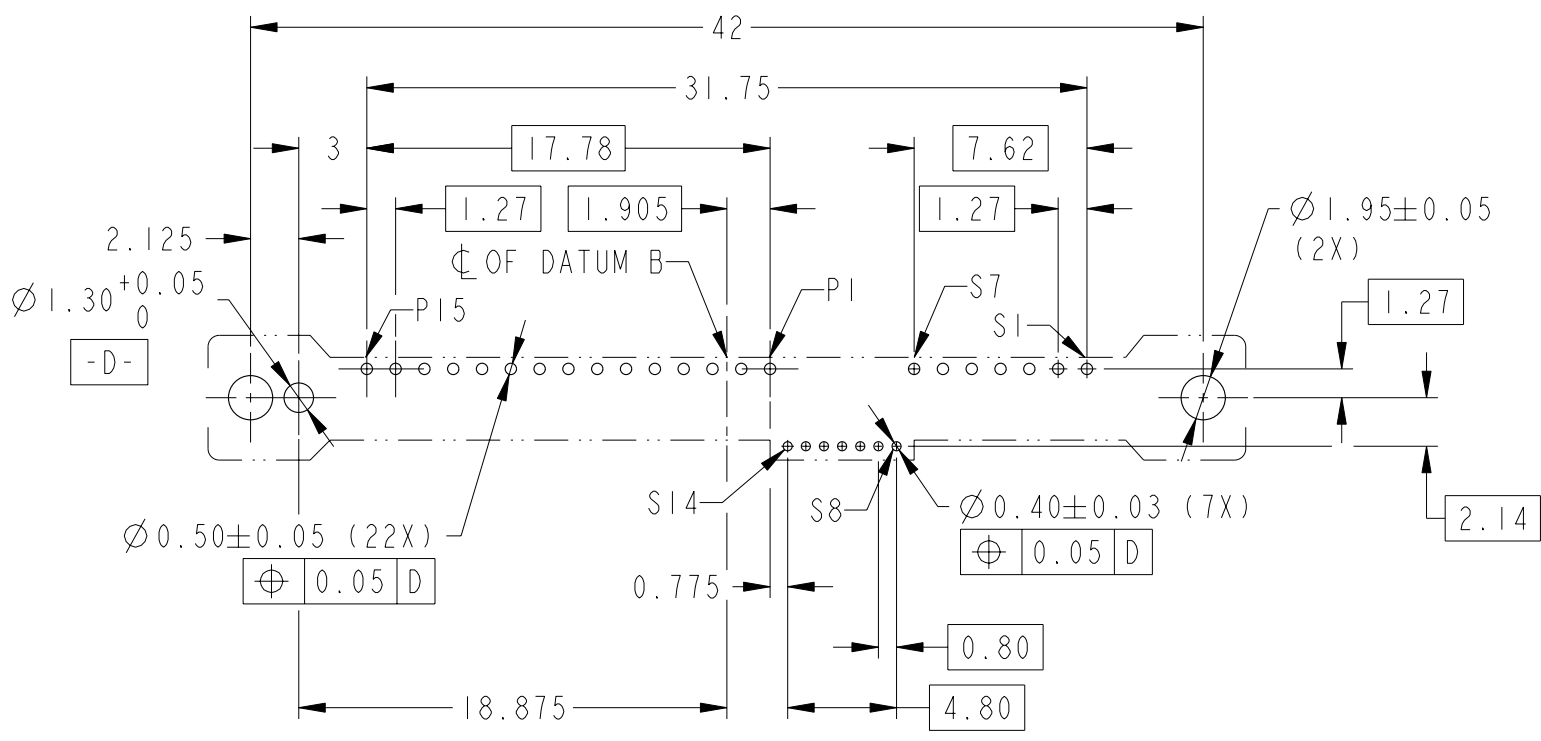 42
31.75
3
17.78
7.62
1.27
1.905
1.27
Ø1.95±0.05
(2X)
2.125
℄ OF DATUM B
Ø1.30 +0.05
0
P15
P1
S7
S1
1.27
-D-
S14
S8
Ø0.40±0.03 (7X)
⌖ 0.05 D
2.14
Ø0.50±0.05 (22X)
⌖ 0.05 D
0.775
0.80
18.875
4.80